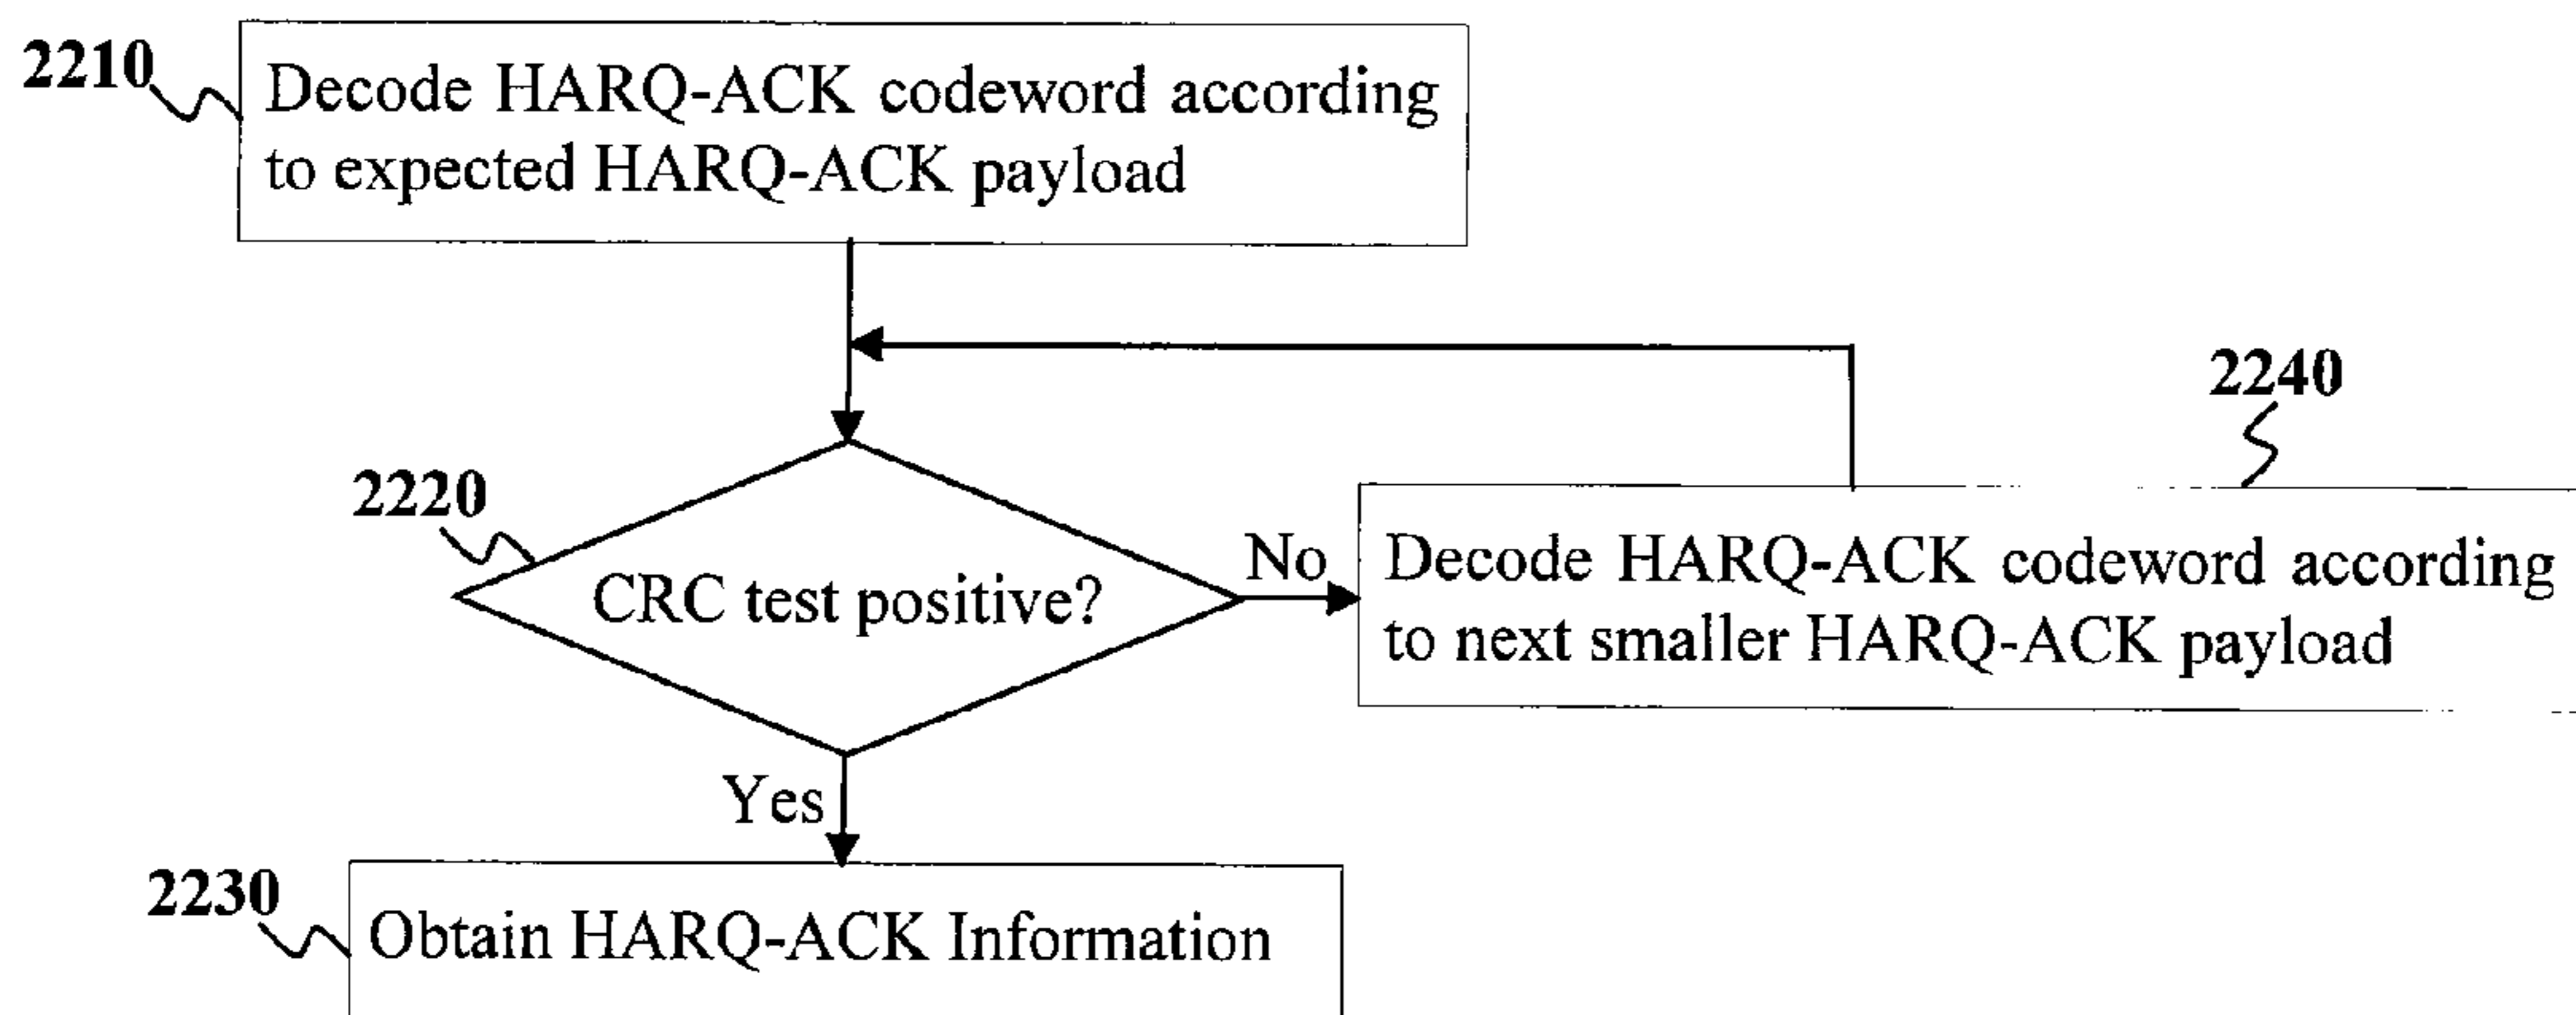 2210
Decode HARQ-ACK codeword according
to expected HARQ-ACK payload
2240
2220
CRC test positive?
No
Decode HARQ-ACK codeword according
to next smaller HARQ-ACK payload
Yes
2230
Obtain HARQ-ACK Information